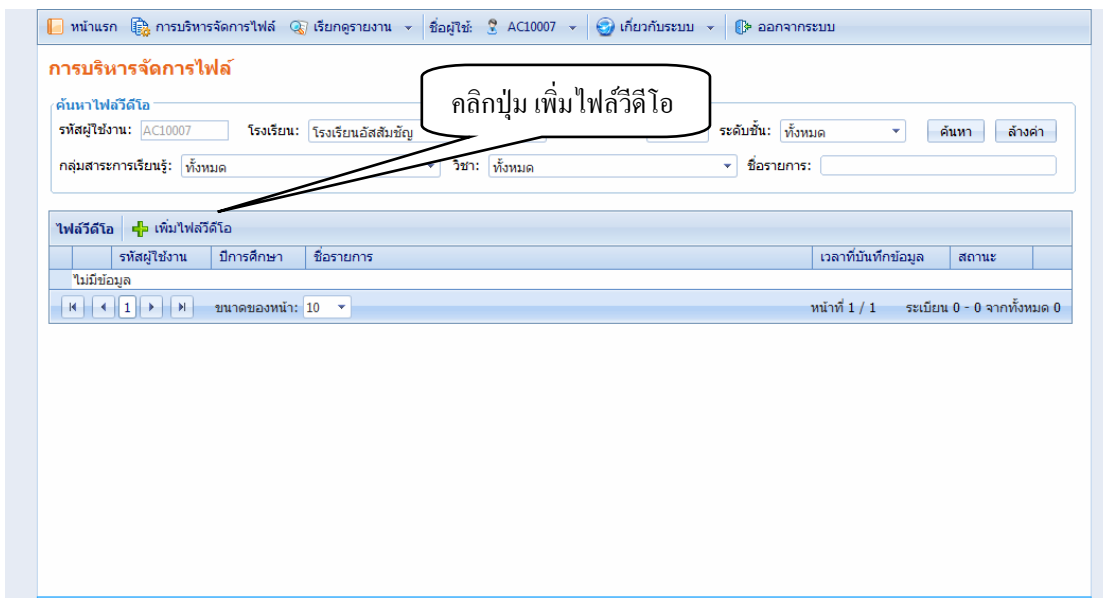 หน้าแรก การบริหารจัดการไฟล์ เรียกดูรายงาน ชื่อผู้ใช้: AC10007 เกี่ยวกับระบบ ออกจากระบบ
การบริหารจัดการไฟล์
คลิกปุ่ม เพิ่มไฟล์วีดีโอ
ค้นหาไฟล์วีดีโอ
รหัสผู้ใช้งาน: AC10007 โรงเรียน: โรงเรียนอัสสัมชัญ ระดับชั้น: ทั้งหมด ค้นหา ล้างค่า
กลุ่มสาระการเรียนรู้: ทั้งหมด วิชา: ทั้งหมด ชื่อรายการ:
ไฟล์วีดีโอ เพิ่มไฟล์วีดีโอ
รหัสผู้ใช้งาน ปีการศึกษา ชื่อรายการ เวลาที่บันทึกข้อมูล สถานะ
ไม่มีข้อมูล
1 ขนาดของหน้า: 10 หน้าที่ 1 / 1 ระเบียน 0 - 0 จากทั้งหมด 0